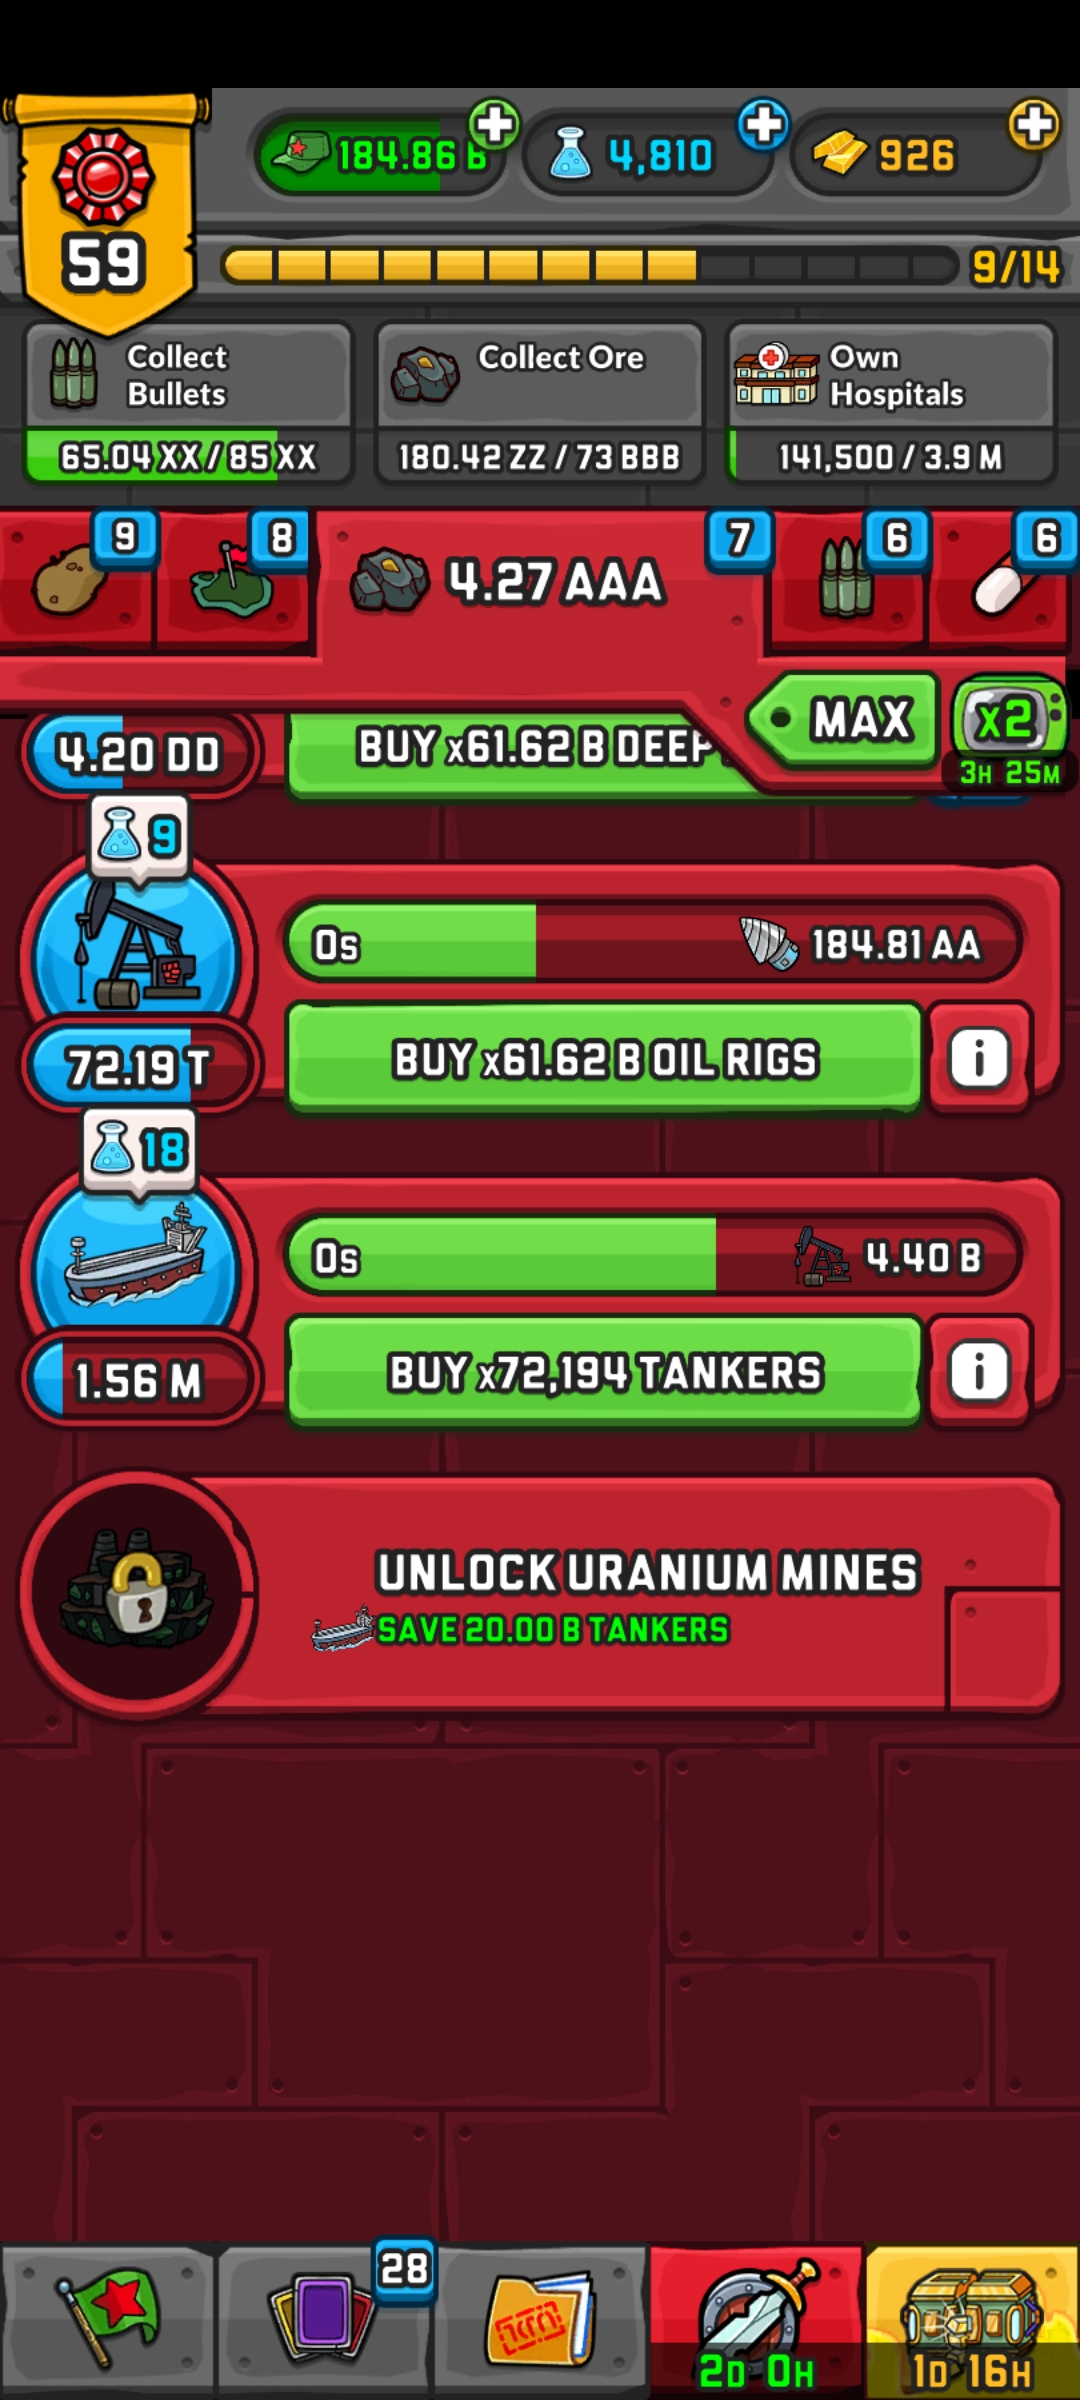 184.86 B
4,810
926
59
9/14
Collect
Bullets
65.04 XX / 85 XX
Collect Ore
180.42 ZZ / 73 BBB
Own
Hospitals
141,500 / 3.9 M
9
8
4.27 AAA
7
6
6
MAX
x2
3H 25M
4.20 DD
BUY x61.62 B DEEP
9
0s
184.81 AA
72.19 T
BUY x61.62 B OIL RIGS
i
18
0s
4.40 B
1.56 M
BUY x72,194 TANKERS
i
UNLOCK URANIUM MINES
SAVE 20.00 B TANKERS
28
2D 0H
1D 16H